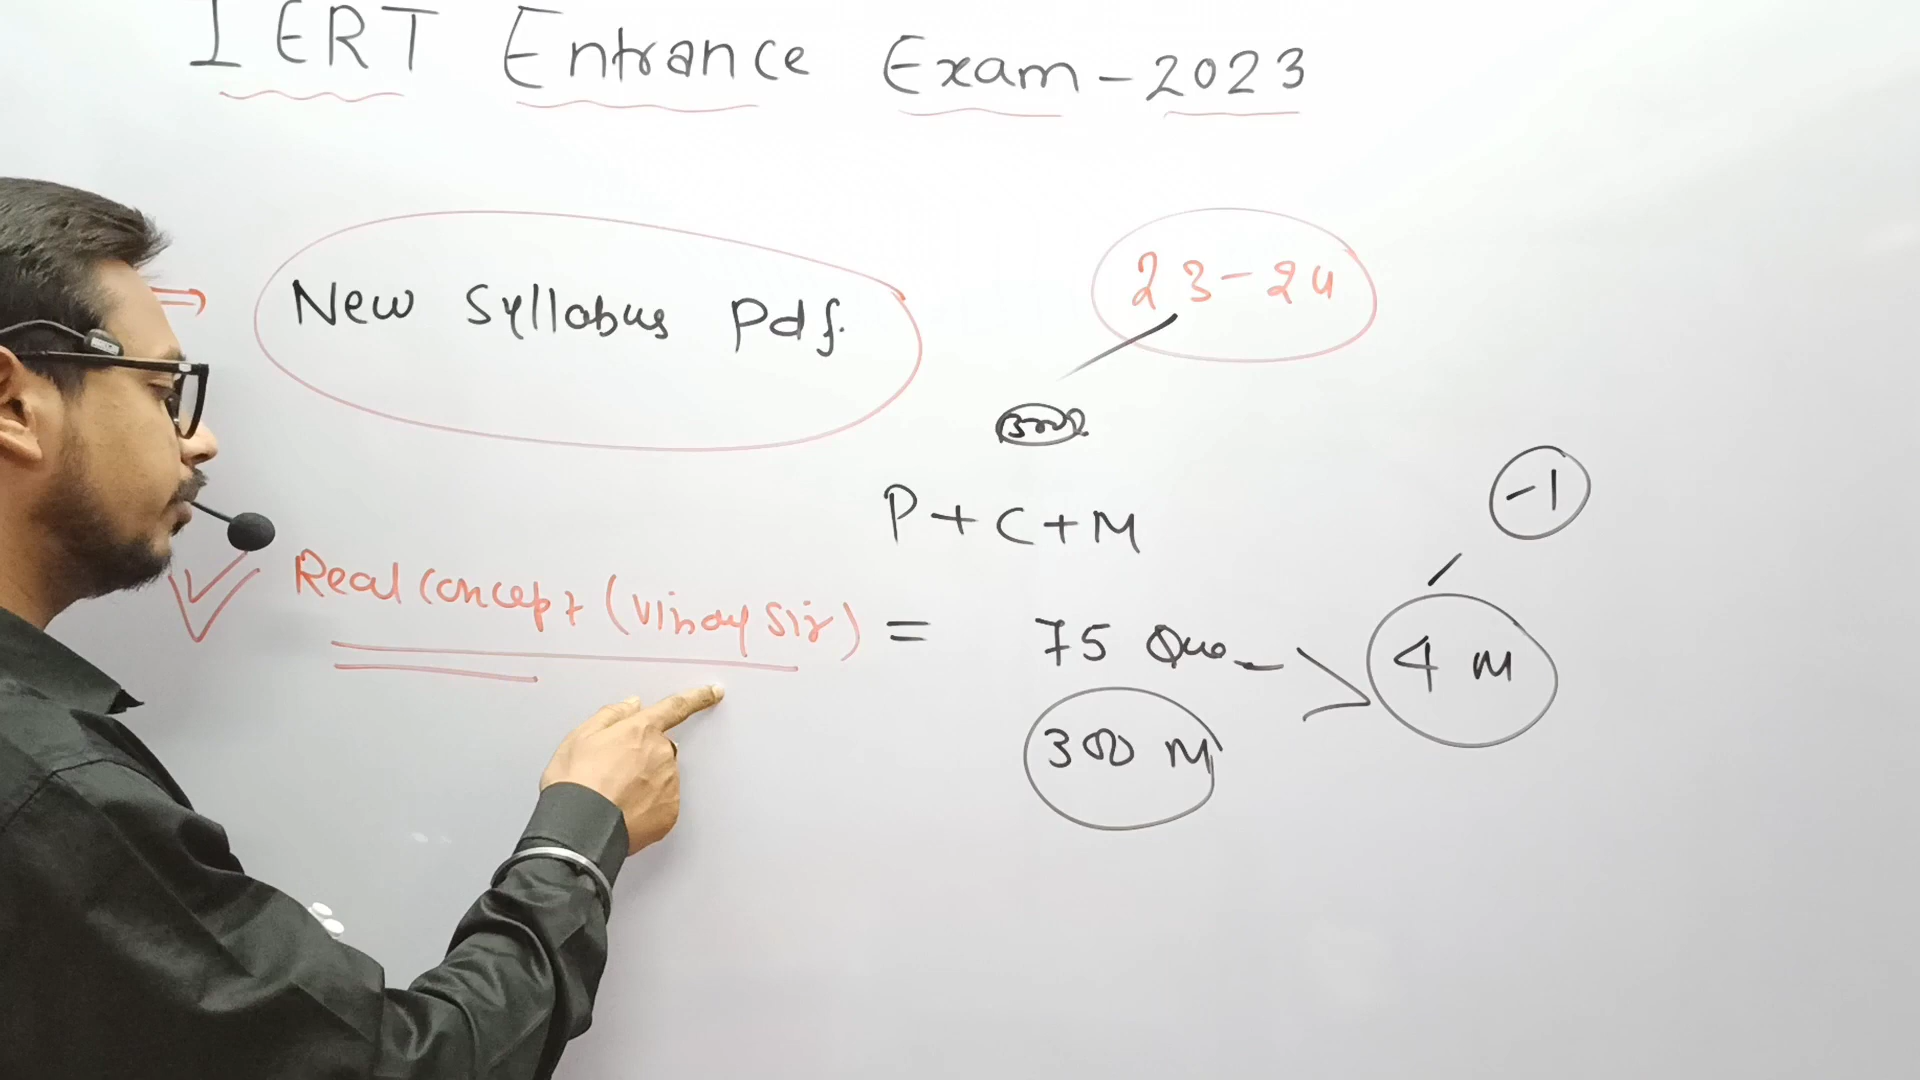 IERT Entrance Exam-2023
New Syllabus Pdf.
23-24
P+C+M
-1
Real Concept (Vinay Sir) = 75 Que
4 M
300 M